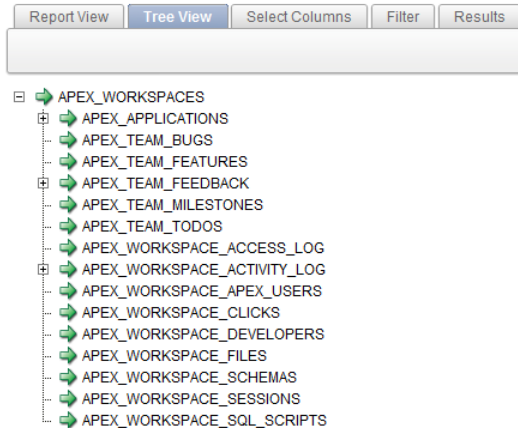 Report View Tree View Select Columns Filter Results
APEX_WORKSPACES
APEX_APPLICATIONS
APEX_TEAM_BUGS
APEX_TEAM_FEATURES
APEX_TEAM_FEEDBACK
APEX_TEAM_MILESTONES
APEX_TEAM_TODOS
APEX_WORKSPACE_ACCESS_LOG
APEX_WORKSPACE_ACTIVITY_LOG
APEX_WORKSPACE_APEX_USERS
APEX_WORKSPACE_CLICKS
APEX_WORKSPACE_DEVELOPERS
APEX_WORKSPACE_FILES
APEX_WORKSPACE_SCHEMAS
APEX_WORKSPACE_SESSIONS
APEX_WORKSPACE_SQL_SCRIPTS